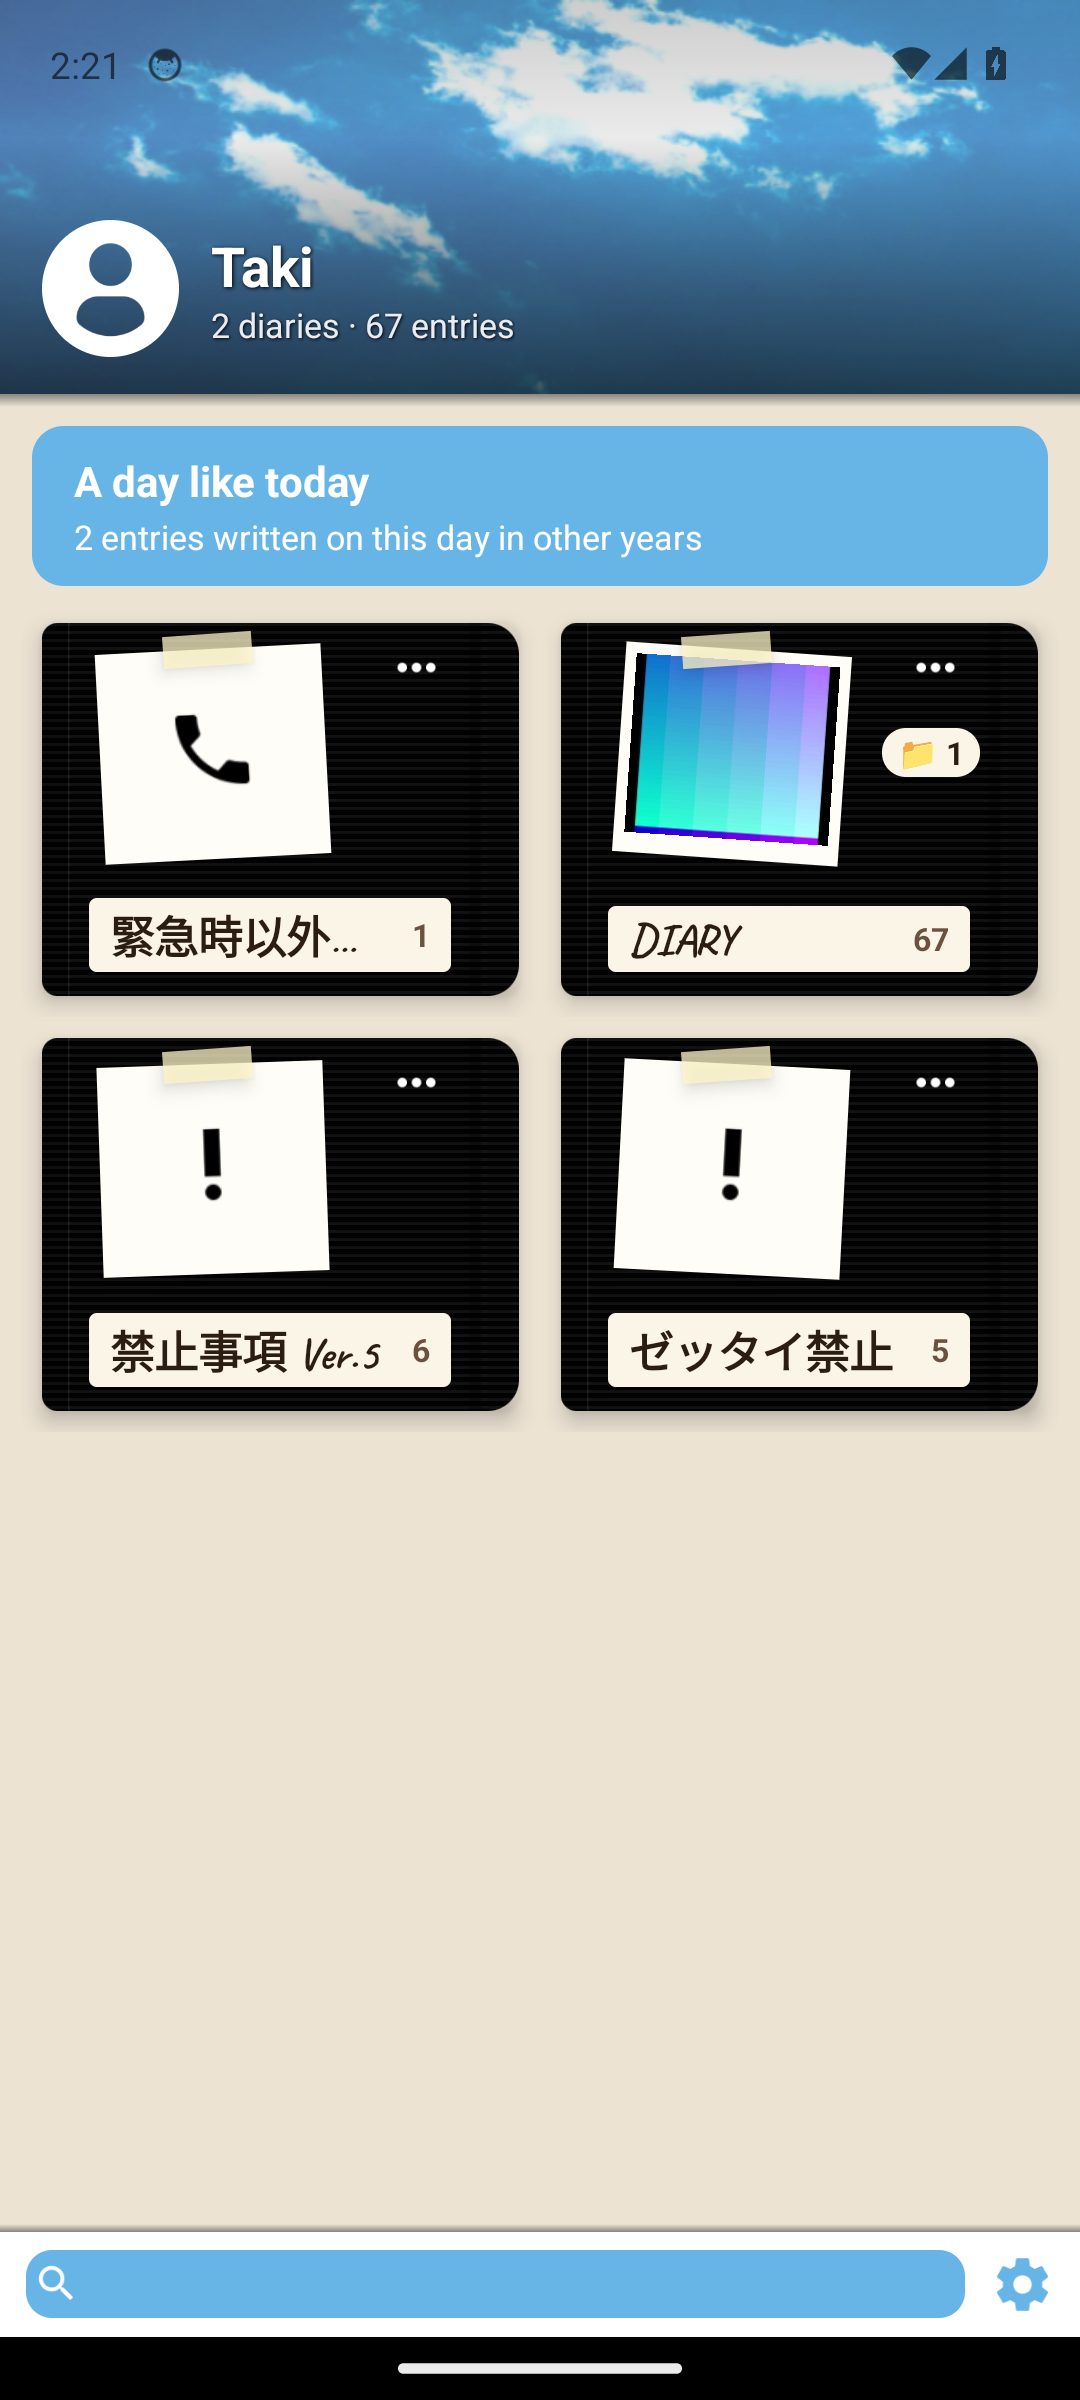 2:21
Taki
2 diaries · 67 entries
A day like today
2 entries written on this day in other years
1
緊急時以外... 1
DIARY 67
禁止事項 Ver.5 6
ゼッタイ禁止 5